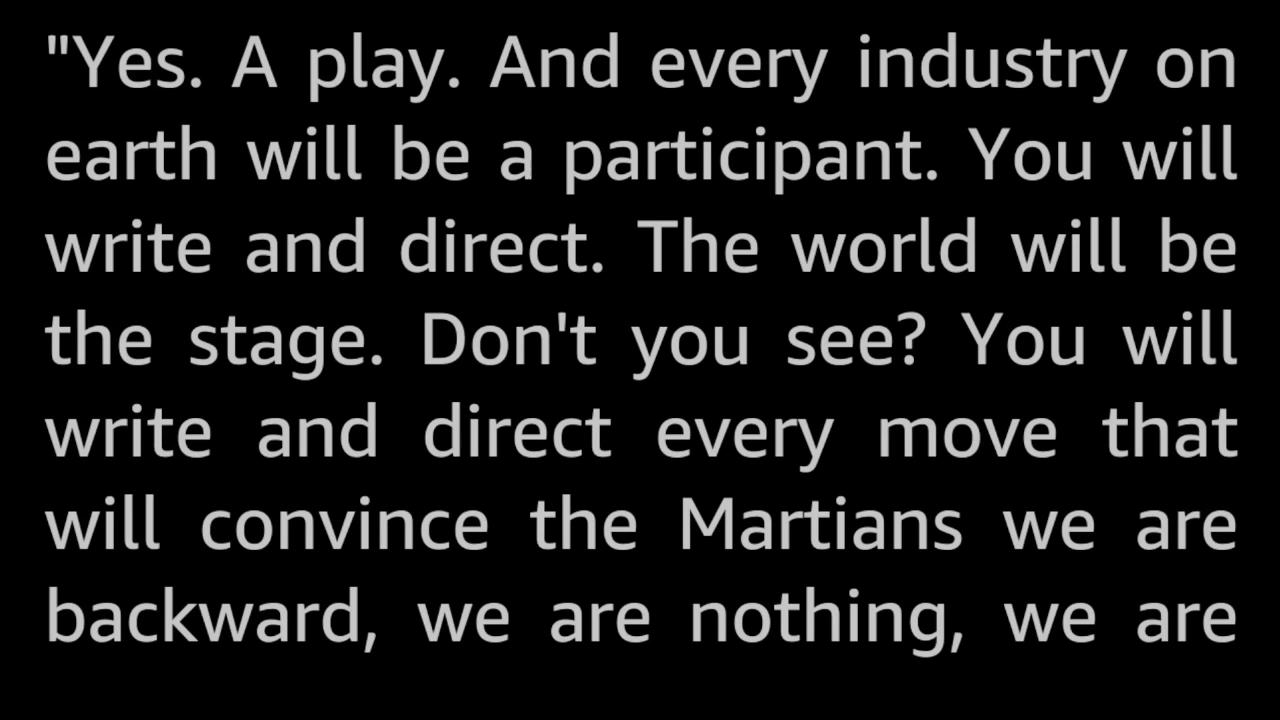 "Yes. A play. And every industry on
earth will be a participant. You will
write and direct. The world will be
the stage. Don't you see? You will
write and direct every move that
will convince the Martians we are
backward, we are nothing, we are